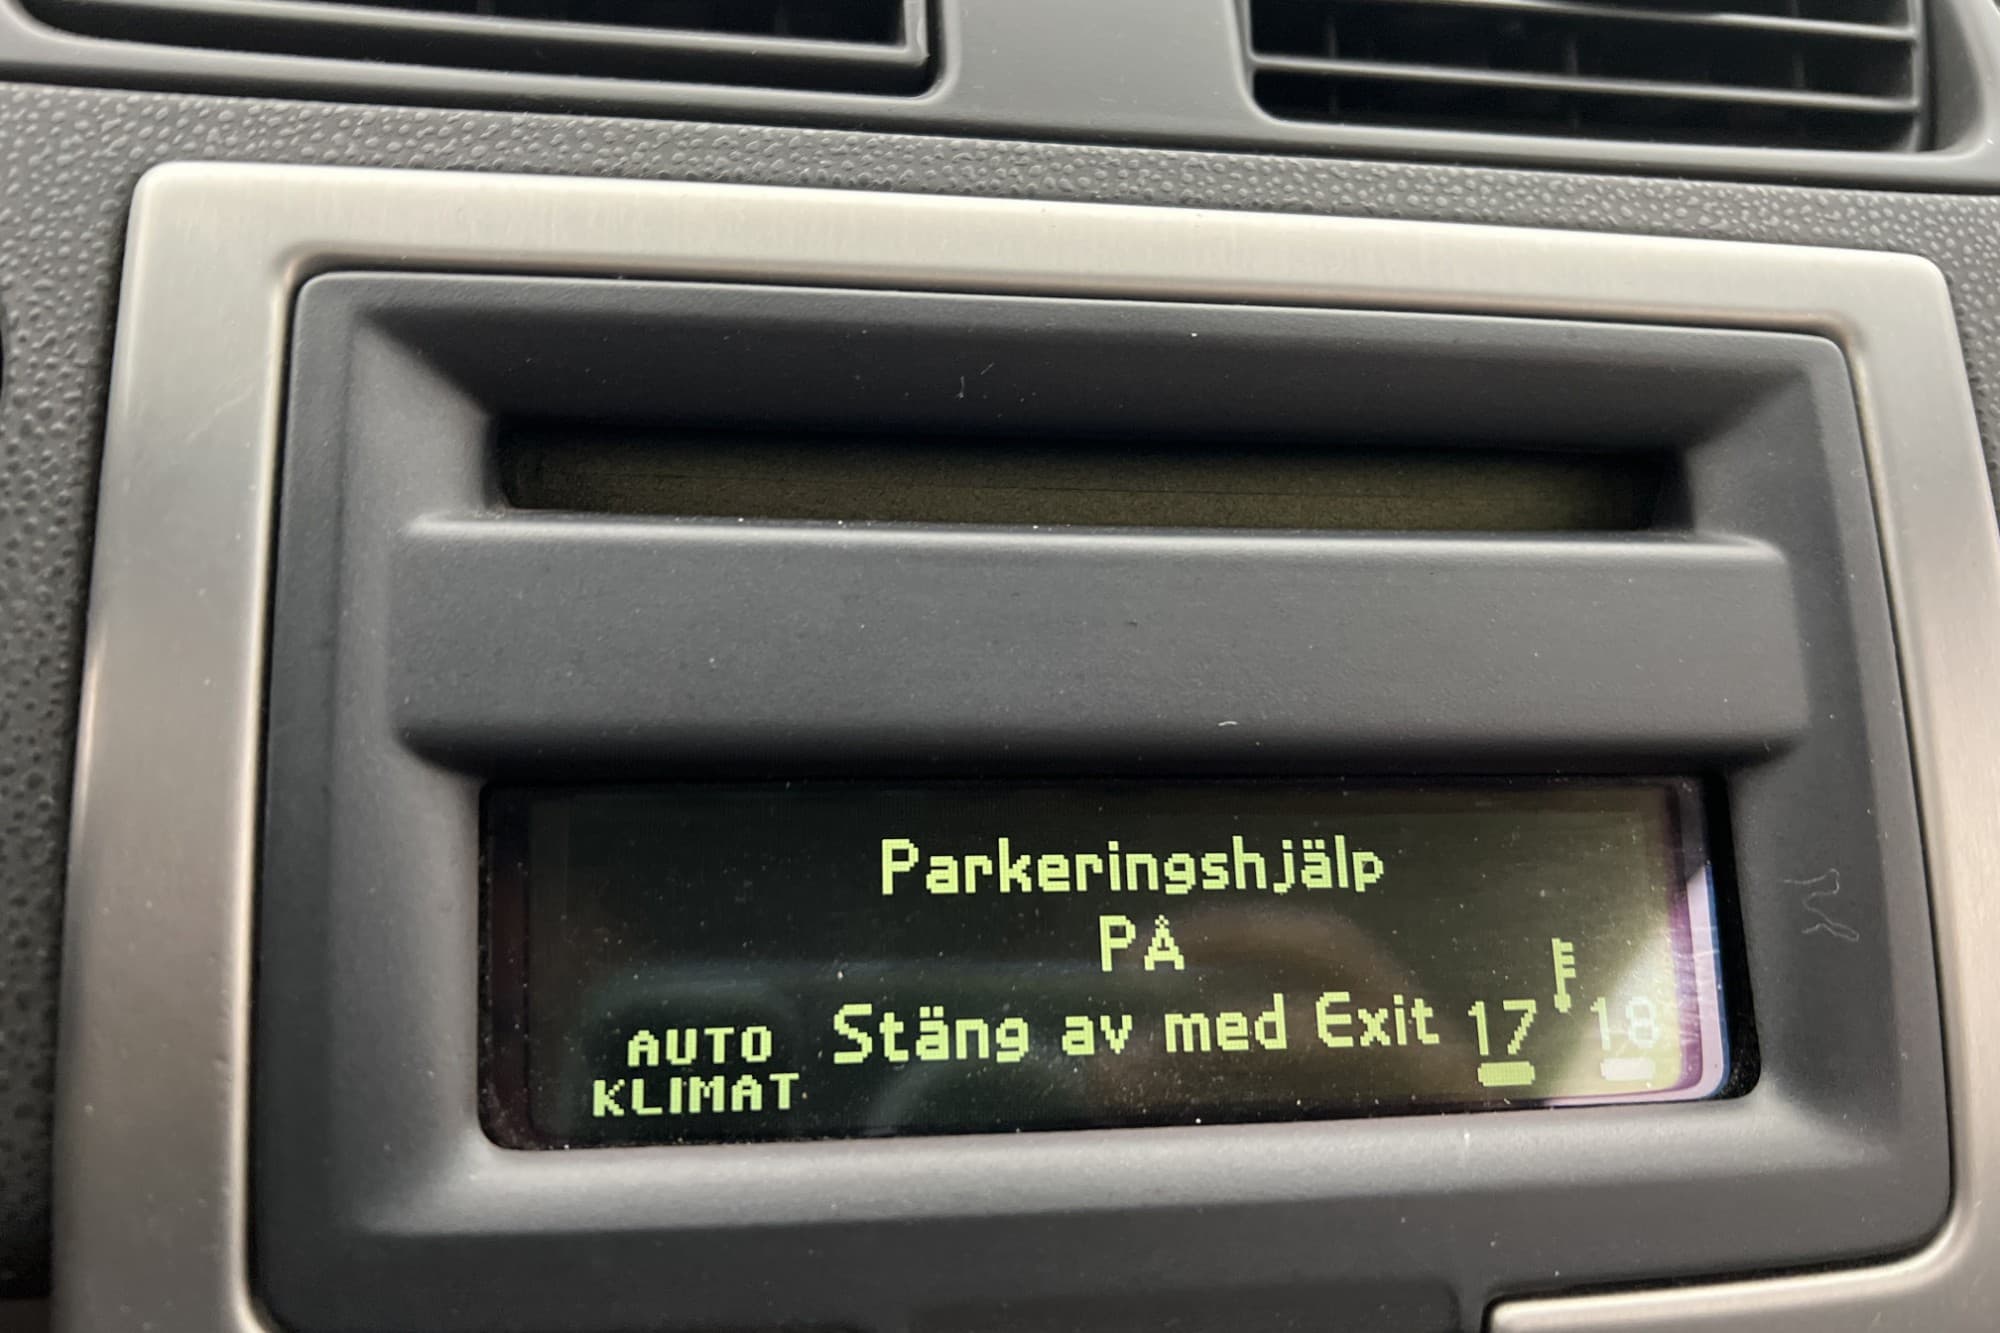 Parkeringshjälp
PÅ
Stäng av med Exit 17 18
AUTO
KLIMAT